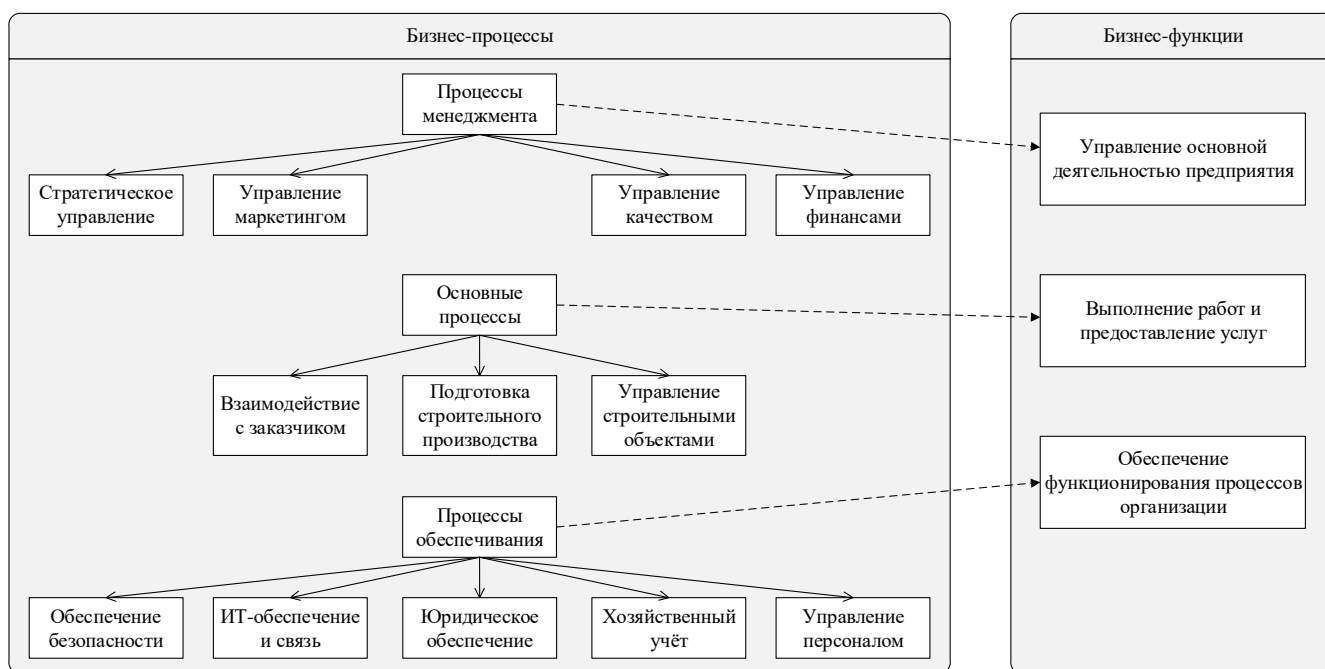 Бизнес-процессы
Бизнес-функции
Процессы
менеджмента
Управление основной
деятельностью предприятия
Стратегическое
управление
Управление
маркетингом
Управление
качеством
Управление
финансами
Основные
процессы
Выполнение работ и
предоставление услуг
Взаимодействие
с заказчиком
Подготовка
строительного
производства
Управление
строительными
объектами
Обеспечение
функционирования процессов
организации
Процессы
обеспечивания
Обеспечение
безопасности
ИТ-обеспечение
и связь
Юридическое
обеспечение
Хозяйственный
учёт
Управление
персоналом